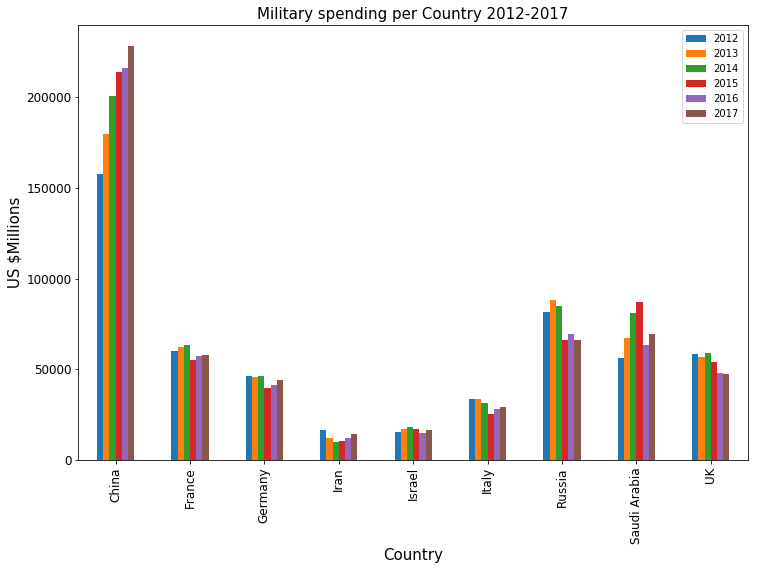 Military spending per Country 2012-2017
2012
2013
2014
2015
2016
2017
200000
150000
100000
50000
0
US $Millions
China
France
Germany
Iran
Israel
Italy
Russia
Saudi Arabia
UK
Country